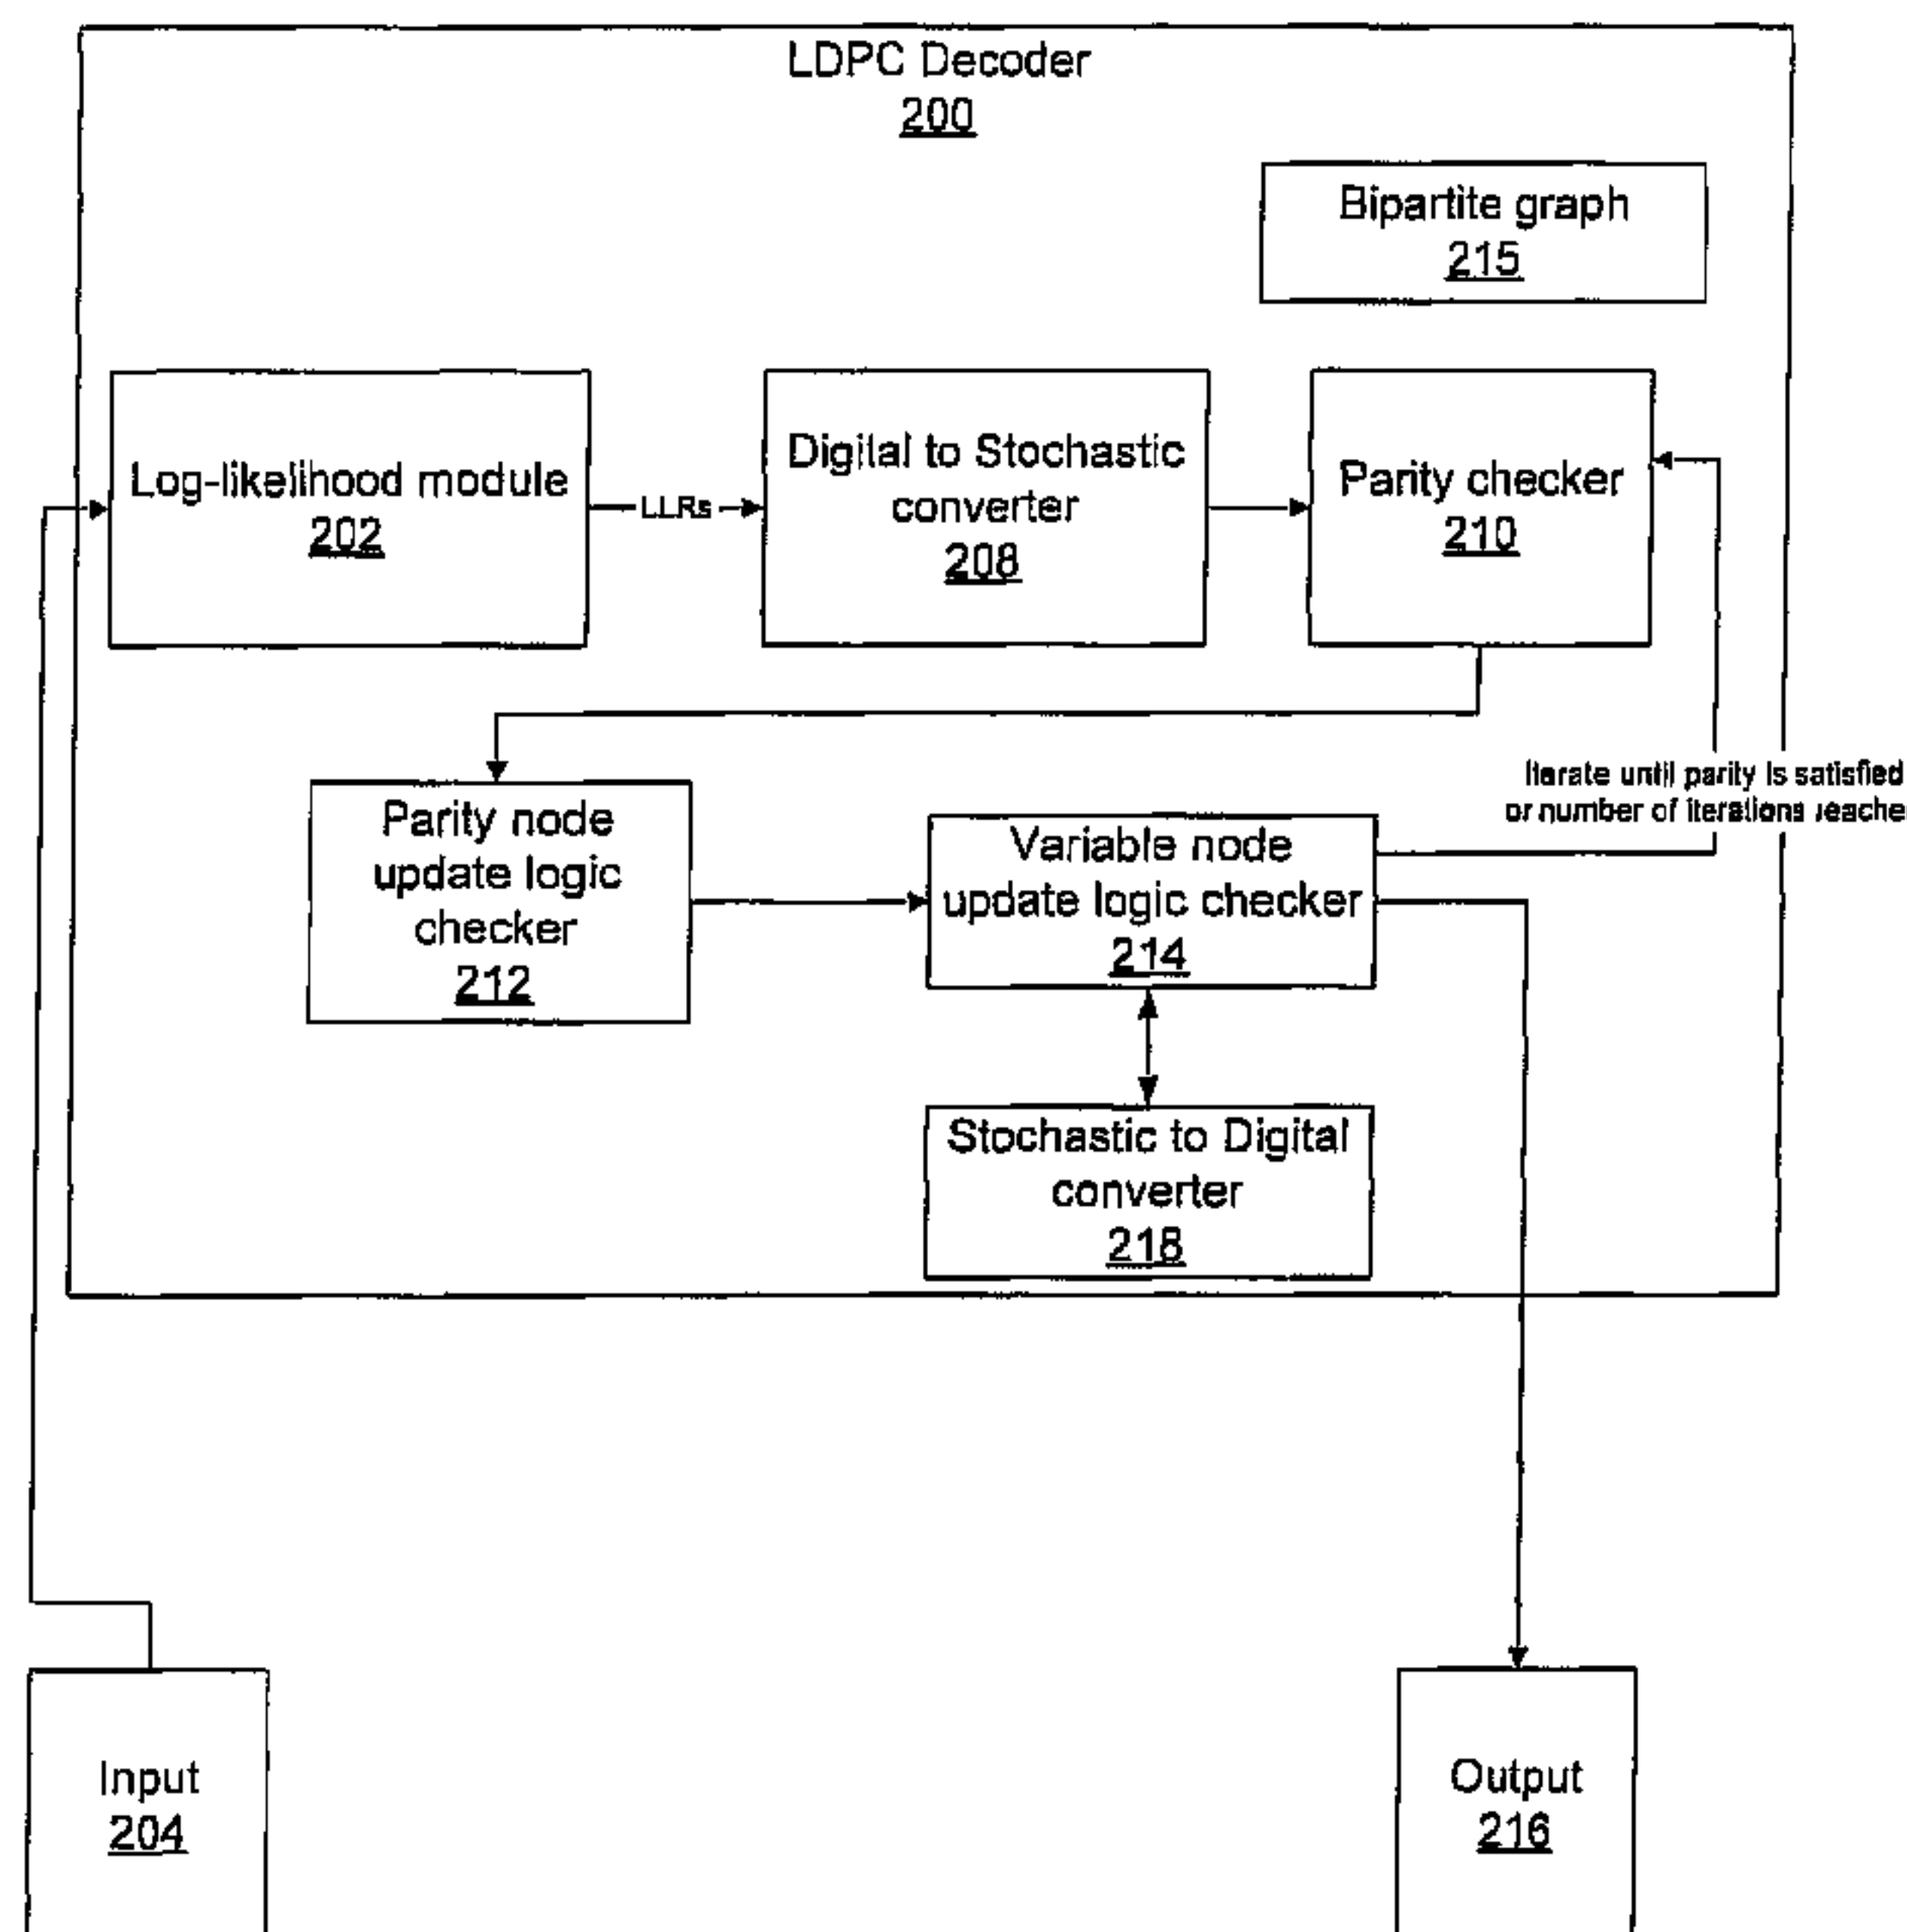 LDPC Decoder
200
Bipartite graph
215
Log-likelihood module
202
LLRs
Digital to Stochastic
converter
208
Parity checker
210
Iterate until parity is satisfied
or number of iterations reache
Parity node
update logic
checker
212
Variable node
update logic checker
214
Stochastic to Digital
converter
218
Input
204
Output
216